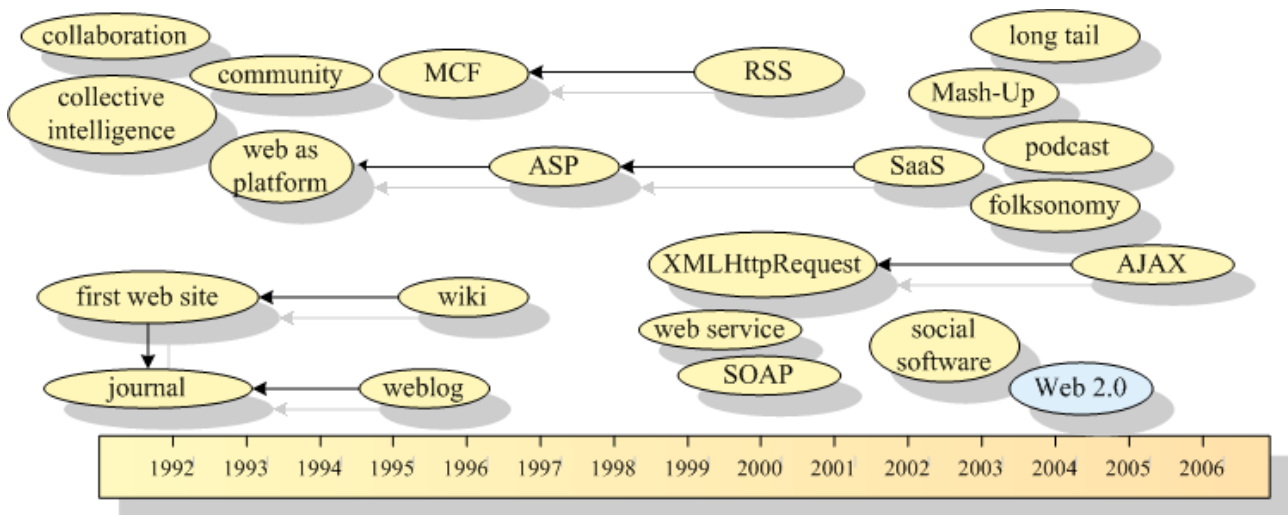 collaboration
long tail
community
MCF
RSS
Mash-Up
collective
intelligence
web as
platform
ASP
SaaS
podcast
folksonomy
XMLHttpRequest
AJAX
first web site
wiki
web service
social
software
journal
weblog
SOAP
Web 2.0
1992 1993 1994 1995 1996 1997 1998 1999 2000 2001 2002 2003 2004 2005 2006